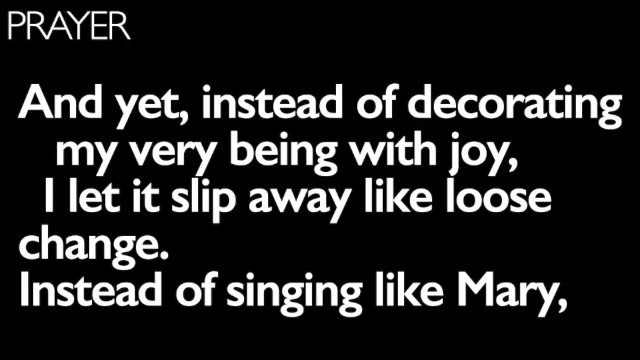 PRAYER
And yet, instead of decorating
my very being with joy,
I let it slip away like loose
change.
Instead of singing like Mary,